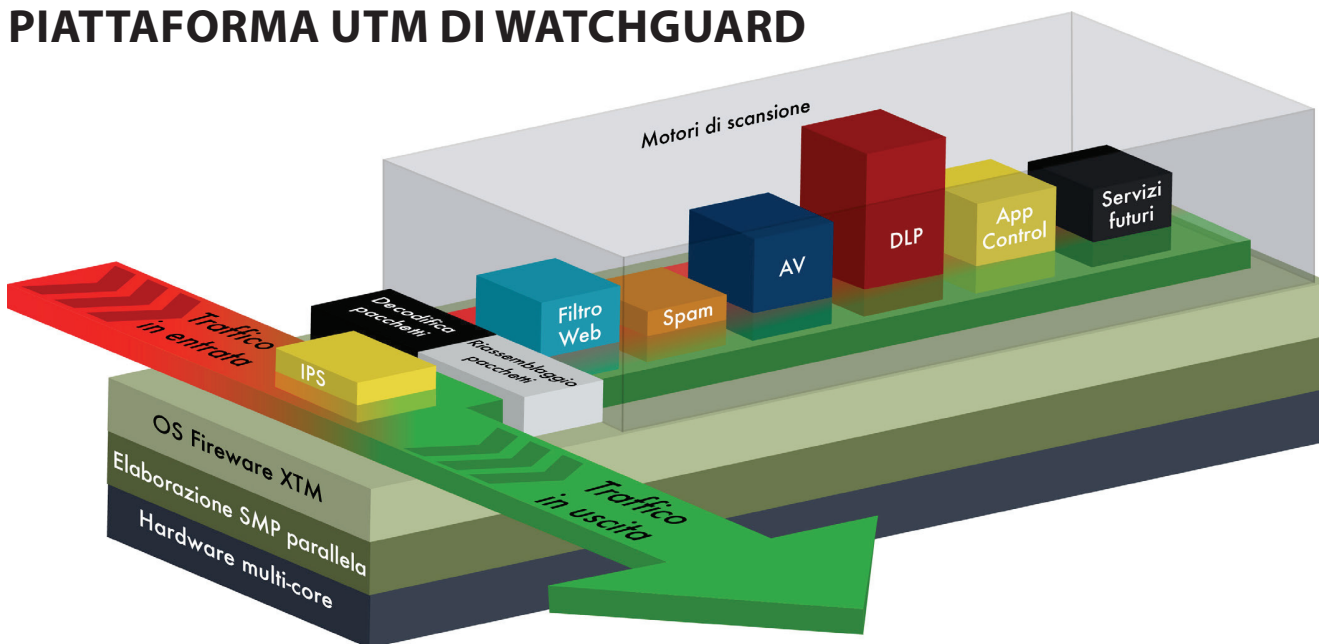 PIATTAFORMA UTM DI WATCHGUARD
Motori di scansione
Servizi
futuri
App
Control
DLP
AV
Spam
Filtro
Web
Decodifica
pacchetti
Riassemblaggio
pacchetti
Traffico
in entrata
IPS
OS Fireware XTM
Elaborazione SMP parallela
Hardware multi-core
Traffico
in uscita